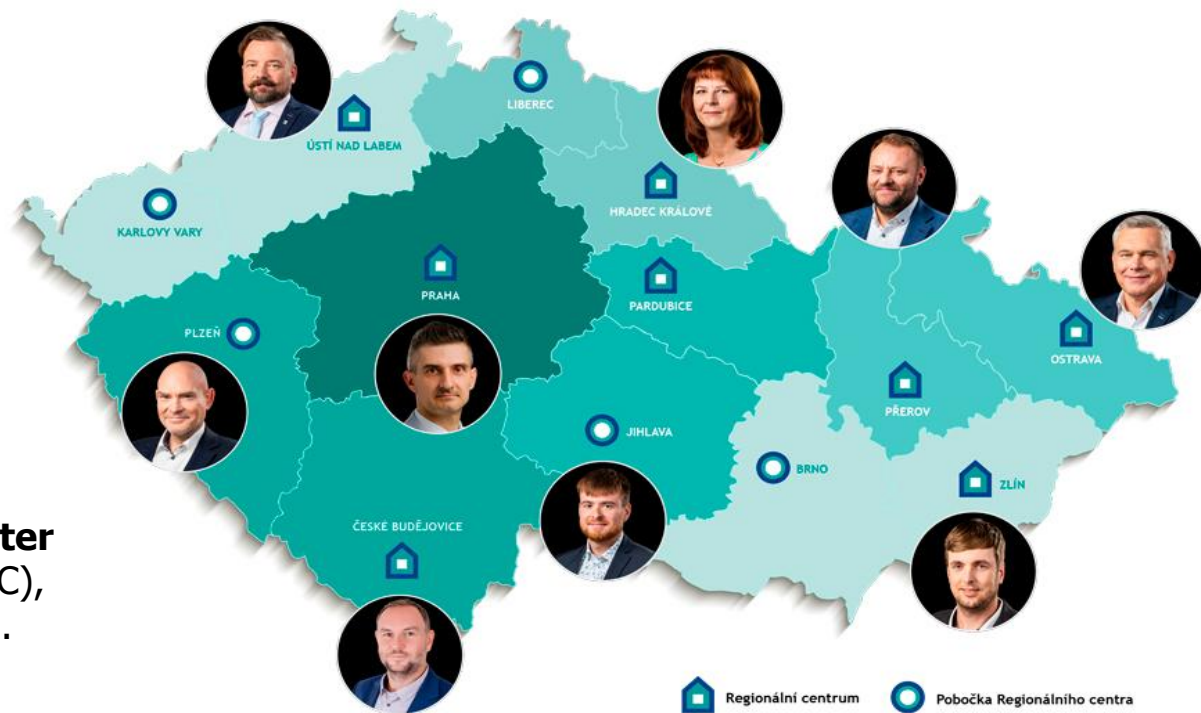 LIBEREC
ÚSTÍ NAD LABEM
HRADEC KRÁLOVÉ
KARLOVY VARY
PRAHA
PARDUBICE
PLZEŇ
OSTRAVA
PŘEROV
JIHLAVA
BRNO
ZLÍN
ČESKÉ BUDĚJOVICE
ter
C),
.
Regionální centrum
Pobočka Regionálního centra